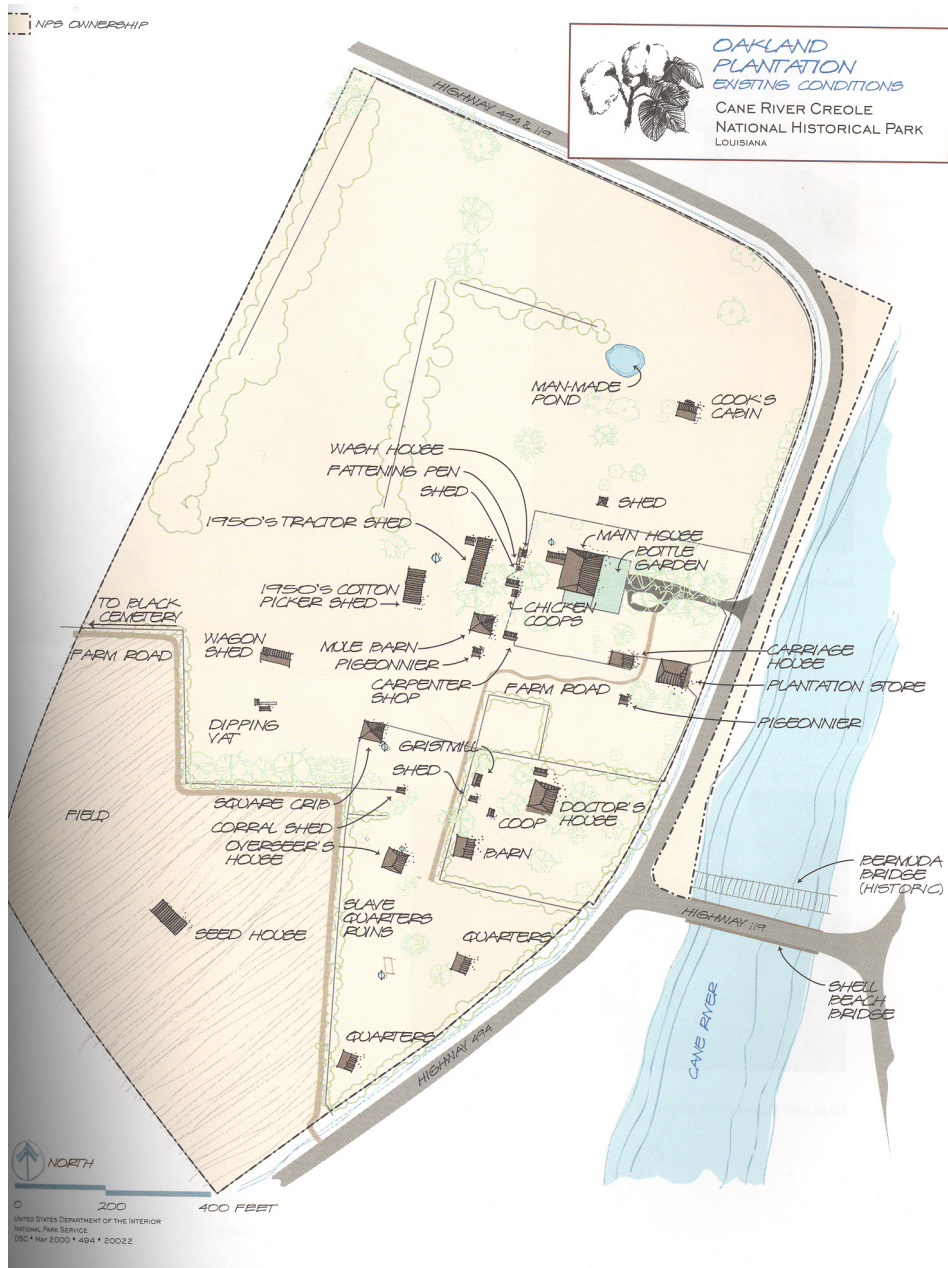 NPS OWNERSHIP
OAKLAND
PLANTATION
EXISTING CONDITIONS
CANE RIVER CREOLE
NATIONAL HISTORICAL PARK
LOUISIANA
HIGHWAY 494 & 119
MAN-MADE
POND
COOK'S
CABIN
WASH HOUSE
FATTENING PEN
SHED
SHED
1950'S TRACTOR SHED
MAIN HOUSE
BOTTLE
GARDEN
1950'S COTTON
PICKER SHED
CHICKEN
COOPS
TO BLACK
CEMETERY
FARM ROAD
WAGON
SHED
MULE BARN
PIGEONNIER
CARPENTER
SHOP
FARM ROAD
CARRIAGE
HOUSE
PLANTATION STORE
PIGEONNIER
DIPPING
VAT
GRISTMILL
SHED
SQUARE CRIB
CORRAL SHED
OVERSEER'S
HOUSE
COOP
DOCTOR'S
HOUSE
BARN
FIELD
BERMUDA
BRIDGE
(HISTORIC)
SLAVE
QUARTERS
RUINS
SEED HOUSE
QUARTERS
HIGHWAY 119
SHELL
BEACH
BRIDGE
CANE RIVER
QUARTERS
HIGHWAY 494
NORTH
0 200 400 FEET
UNITED STATES DEPARTMENT OF THE INTERIOR
NATIONAL PARK SERVICE
DSC * MAY 2000 * 494 * 20022